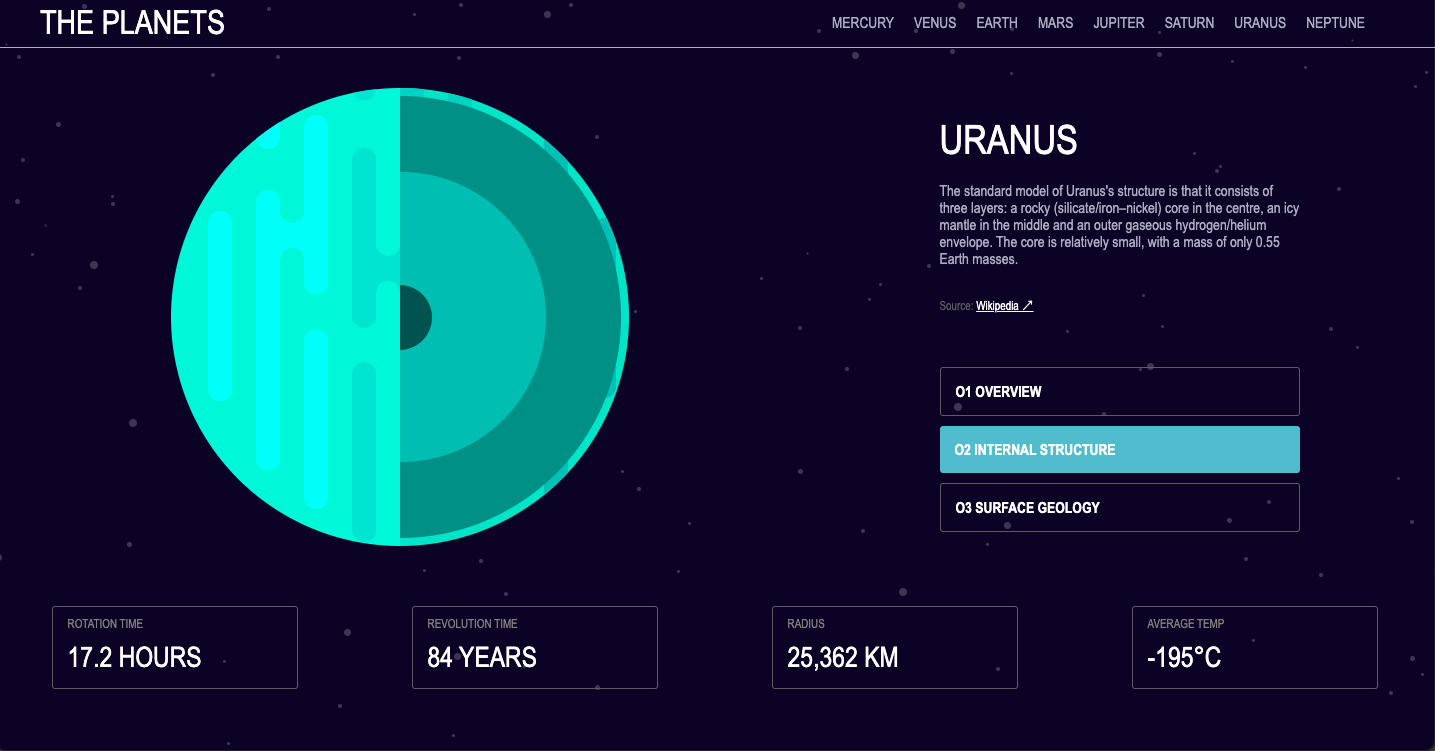 THE PLANETS
MERCURY VENUS EARTH MARS JUPITER SATURN URANUS NEPTUNE
URANUS
The standard model of Uranus's structure is that it consists of
three layers: a rocky (silicate/iron–nickel) core in the centre, an icy
mantle in the middle and an outer gaseous hydrogen/helium
envelope. The core is relatively small, with a mass of only 0.55
Earth masses.
Source: Wikipedia ↗
O1 OVERVIEW
O2 INTERNAL STRUCTURE
O3 SURFACE GEOLOGY
ROTATION TIME
17.2 HOURS
REVOLUTION TIME
84 YEARS
RADIUS
25,362 KM
AVERAGE TEMP
-195°C